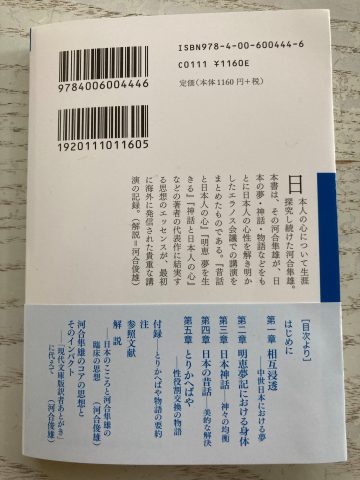 ISBN978-4-00-600444-6
C0111 ¥1160E
定価(本体1160円+税)
9784006004446
1920111011605
日本人の心について生涯
探究し続けた河合隼雄。
本書は、その河合隼雄が、日
本の夢・神話・物語などをも
とに日本人の心性を解き明か
したエラノス会議での講演を
まとめたものである。『昔話
と日本人の心』『明恵 夢を生
きる』『神話と日本人の心』
などの著者の代表作に結実す
る思想のエッセンスが、最初
に海外に発信された貴重な講
演の記録。(解説=河合俊雄)
[目次より]
はじめに
第一章 相互浸透
──中世日本における夢
第二章 明恵夢記における身体
第三章 日本神話──神々の均衡
第四章 日本の昔話──美的な解決
第五章 とりかへばや
──性役割交換の物語
付録──とりかへばや物語の要約
注
参照文献
解説
──日本のこころと河合隼雄の
臨床の思想 (河合俊雄)
河合隼雄のコアの思想と
そのインパクト
──「現代文庫版訳者あとがき」
に代えて (河合俊雄)